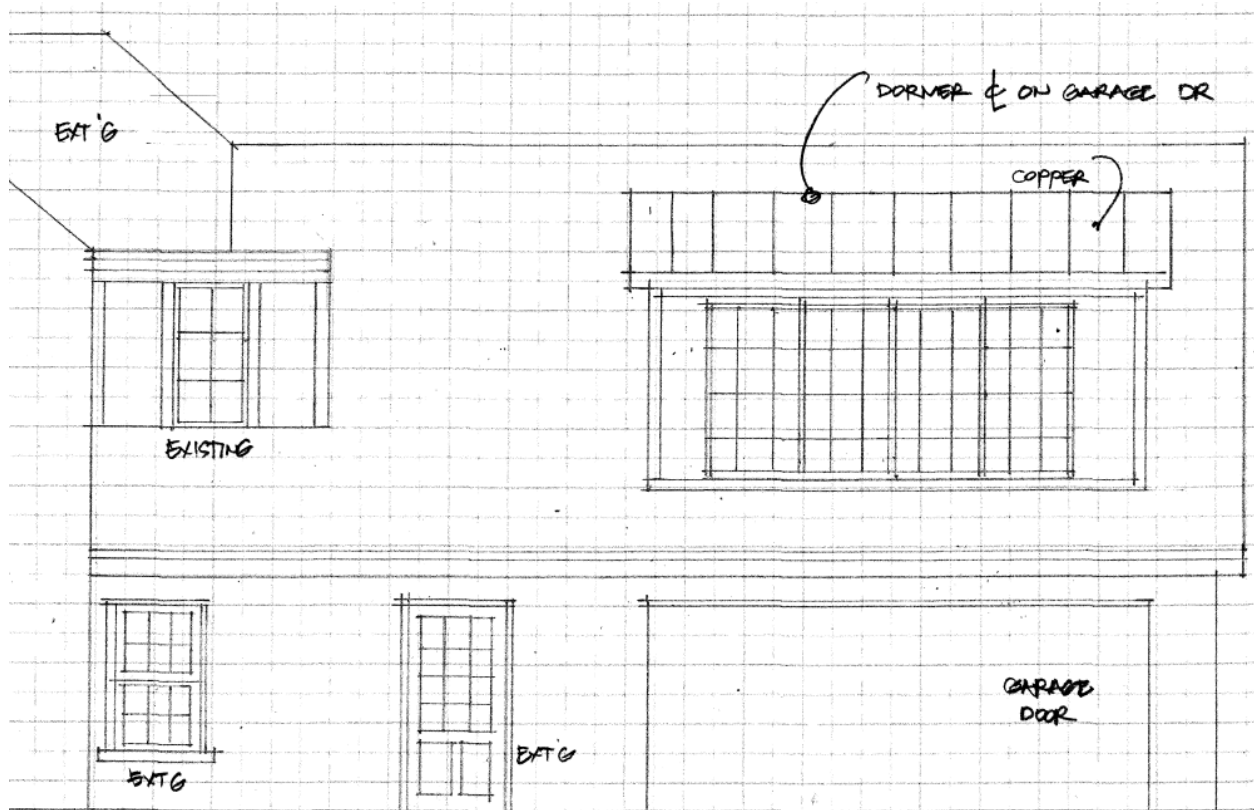 EXT'G
DORMER ℄ ON GARAGE DR
COPPER
EXISTING
EXT'G
EXT'G
GARAGE
DOOR